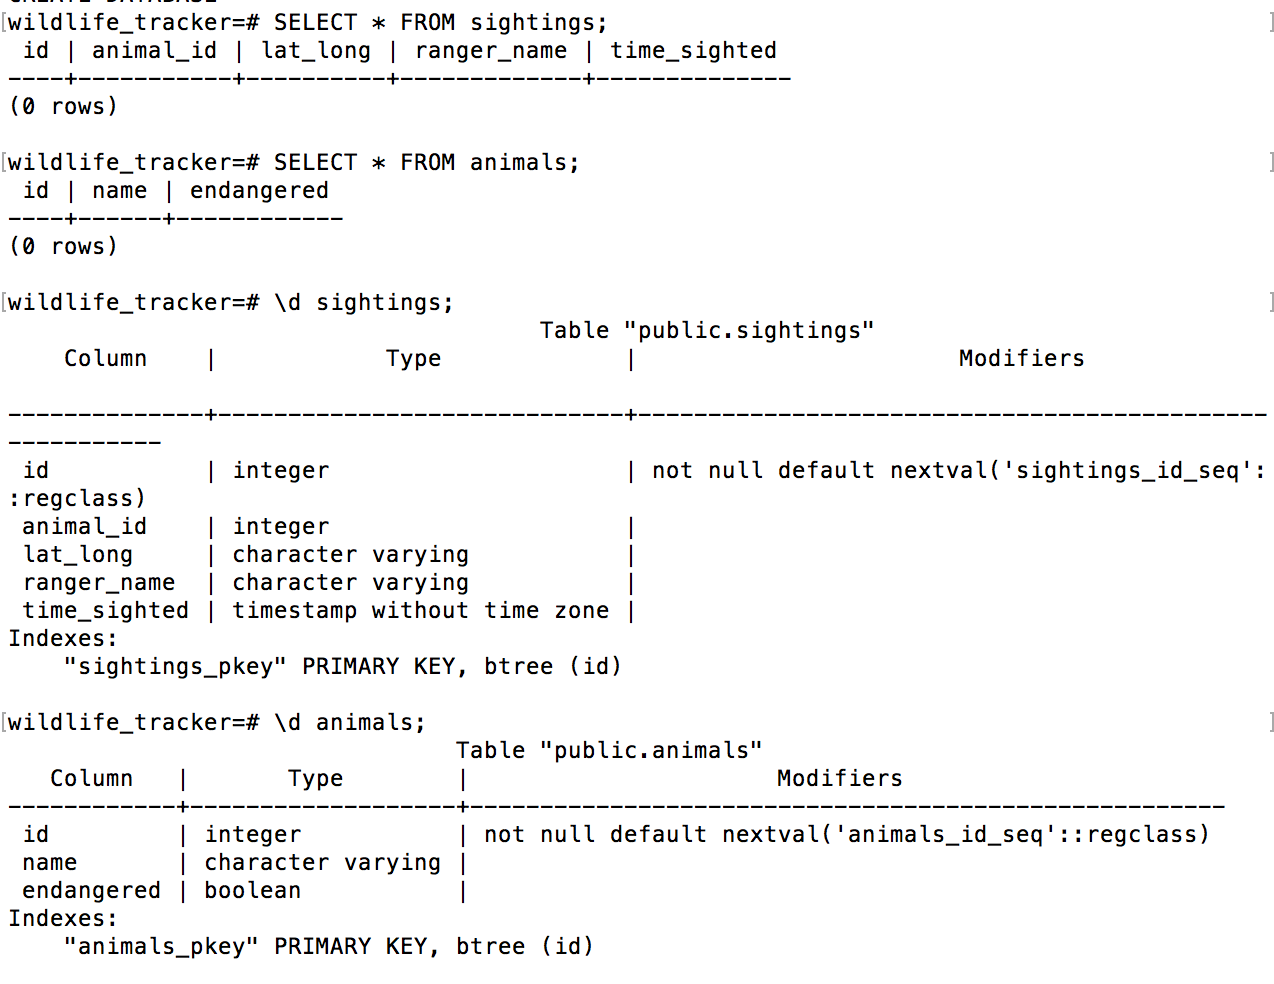 CREATE DATABASE
[wildlife_tracker=# SELECT * FROM sightings; ]
 id | animal_id | lat_long | ranger_name | time_sighted
----+-----------+----------+-------------+--------------
(0 rows)

[wildlife_tracker=# SELECT * FROM animals; ]
 id | name | endangered
----+------+------------
(0 rows)

[wildlife_tracker=# \d sightings; ]
                                      Table "public.sightings"
    Column    |            Type             |                       Modifiers

--------------+-----------------------------+---------------------------------------------
-----------
 id           | integer                     | not null default nextval('sightings_id_seq':
:regclass)
 animal_id    | integer                     |
 lat_long     | character varying           |
 ranger_name  | character varying           |
 time_sighted | timestamp without time zone |
Indexes:
    "sightings_pkey" PRIMARY KEY, btree (id)

[wildlife_tracker=# \d animals; ]
                                Table "public.animals"
   Column   |       Type        |                      Modifiers
------------+-------------------+------------------------------------------------------
 id         | integer           | not null default nextval('animals_id_seq'::regclass)
 name       | character varying |
 endangered | boolean           |
Indexes:
    "animals_pkey" PRIMARY KEY, btree (id)